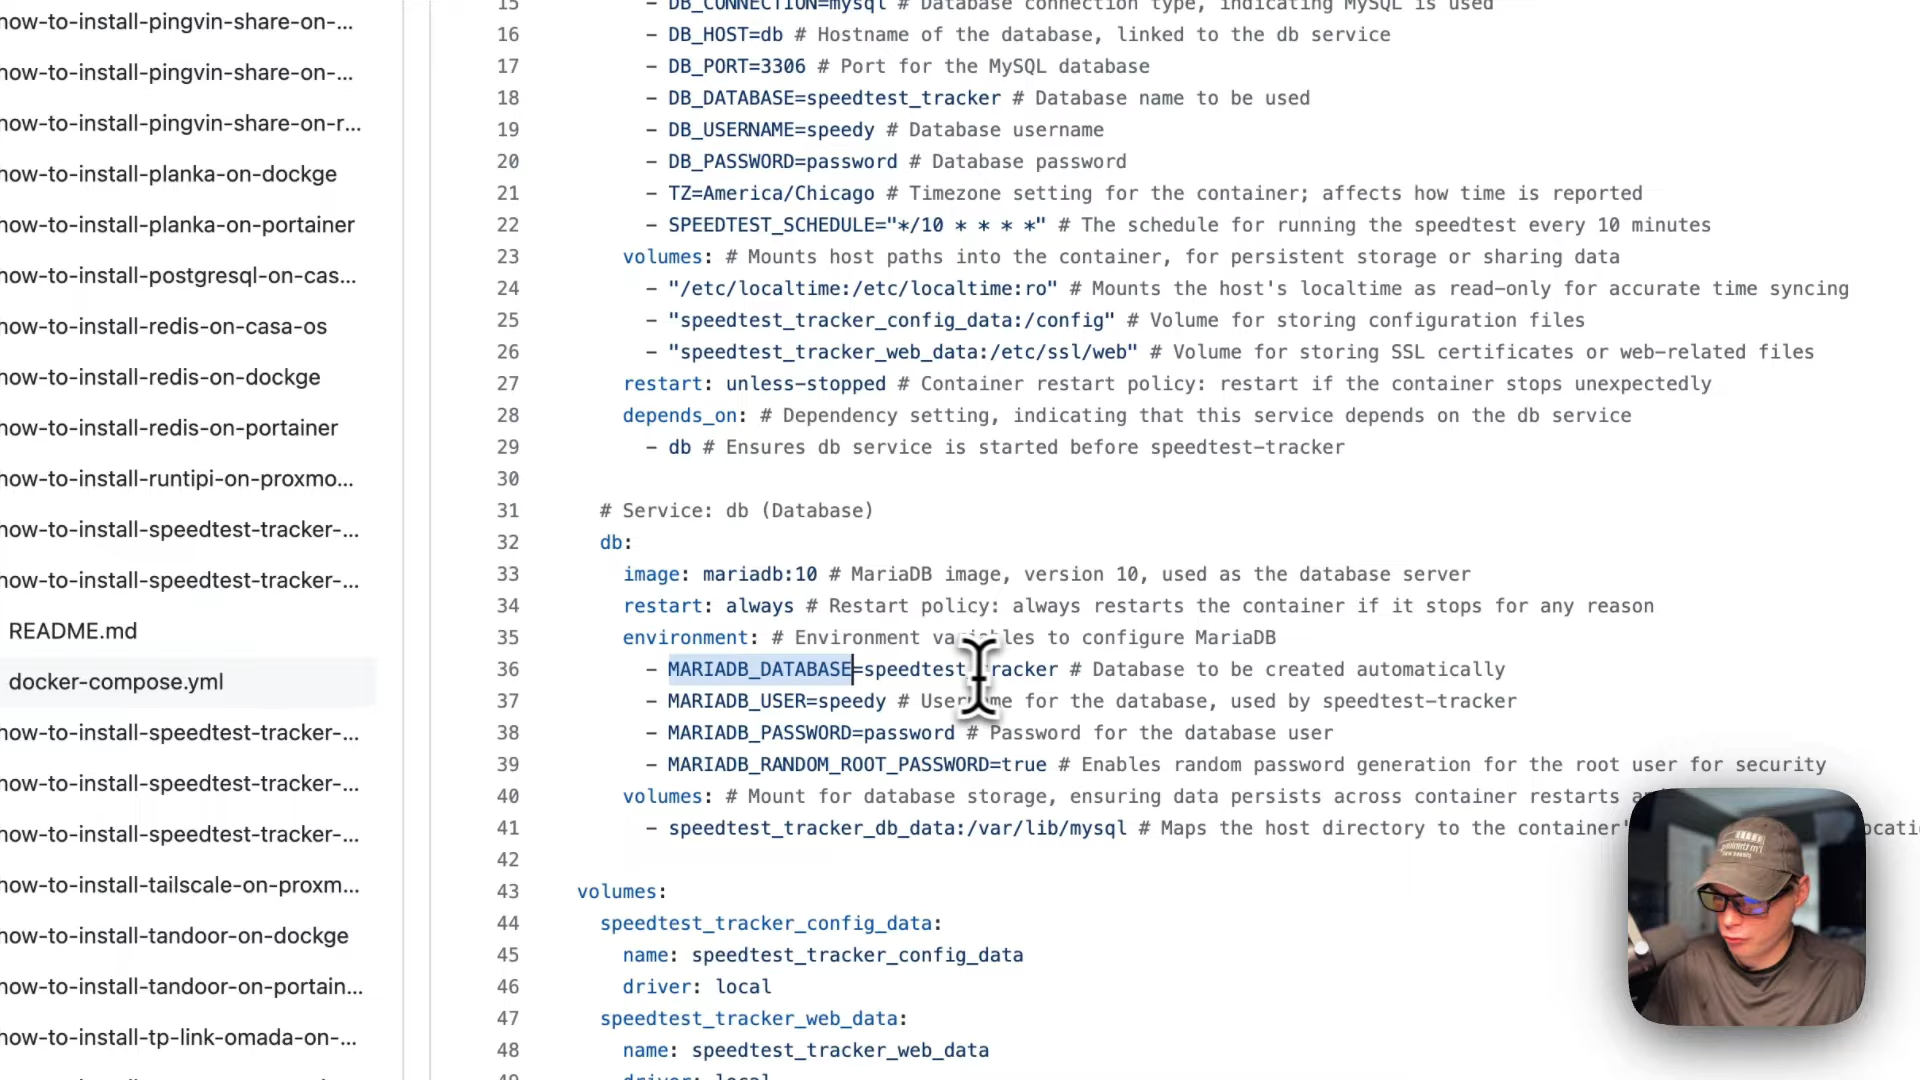 how-to-install-pingvin-share-on-...
how-to-install-pingvin-share-on-...
how-to-install-pingvin-share-on-r...
how-to-install-planka-on-dockge
how-to-install-planka-on-portainer
how-to-install-postgresql-on-cas...
how-to-install-redis-on-casa-os
how-to-install-redis-on-dockge
how-to-install-redis-on-portainer
how-to-install-runtipi-on-proxmo...
how-to-install-speedtest-tracker-...
how-to-install-speedtest-tracker-...
README.md
docker-compose.yml
how-to-install-speedtest-tracker-...
how-to-install-speedtest-tracker-...
how-to-install-speedtest-tracker-...
how-to-install-tailscale-on-proxm...
how-to-install-tandoor-on-dockge
how-to-install-tandoor-on-portain...
how-to-install-tp-link-omada-on-...
15 - DB_CONNECTION=mysql # Database connection type, indicating MySQL is used
16 - DB_HOST=db # Hostname of the database, linked to the db service
17 - DB_PORT=3306 # Port for the MySQL database
18 - DB_DATABASE=speedtest_tracker # Database name to be used
19 - DB_USERNAME=speedy # Database username
20 - DB_PASSWORD=password # Database password
21 - TZ=America/Chicago # Timezone setting for the container; affects how time is reported
22 - SPEEDTEST_SCHEDULE="*/10 * * * *" # The schedule for running the speedtest every 10 minutes
23 volumes: # Mounts host paths into the container, for persistent storage or sharing data
24 - "/etc/localtime:/etc/localtime:ro" # Mounts the host's localtime as read-only for accurate time syncing
25 - "speedtest_tracker_config_data:/config" # Volume for storing configuration files
26 - "speedtest_tracker_web_data:/etc/ssl/web" # Volume for storing SSL certificates or web-related files
27 restart: unless-stopped # Container restart policy: restart if the container stops unexpectedly
28 depends_on: # Dependency setting, indicating that this service depends on the db service
29 - db # Ensures db service is started before speedtest-tracker
30
31 # Service: db (Database)
32 db:
33 image: mariadb:10 # MariaDB image, version 10, used as the database server
34 restart: always # Restart policy: always restarts the container if it stops for any reason
35 environment: # Environment variables to configure MariaDB
36 - MARIADB_DATABASE=speedtest_tracker # Database to be created automatically
37 - MARIADB_USER=speedy # Username for the database, used by speedtest-tracker
38 - MARIADB_PASSWORD=password # Password for the database user
39 - MARIADB_RANDOM_ROOT_PASSWORD=true # Enables random password generation for the root user for security
40 volumes: # Mount for database storage, ensuring data persists across container restarts
41 - speedtest_tracker_db_data:/var/lib/mysql # Maps the host directory to the container'
42
43 volumes:
44 speedtest_tracker_config_data:
45 name: speedtest_tracker_config_data
46 driver: local
47 speedtest_tracker_web_data:
48 name: speedtest_tracker_web_data
49 driver: local